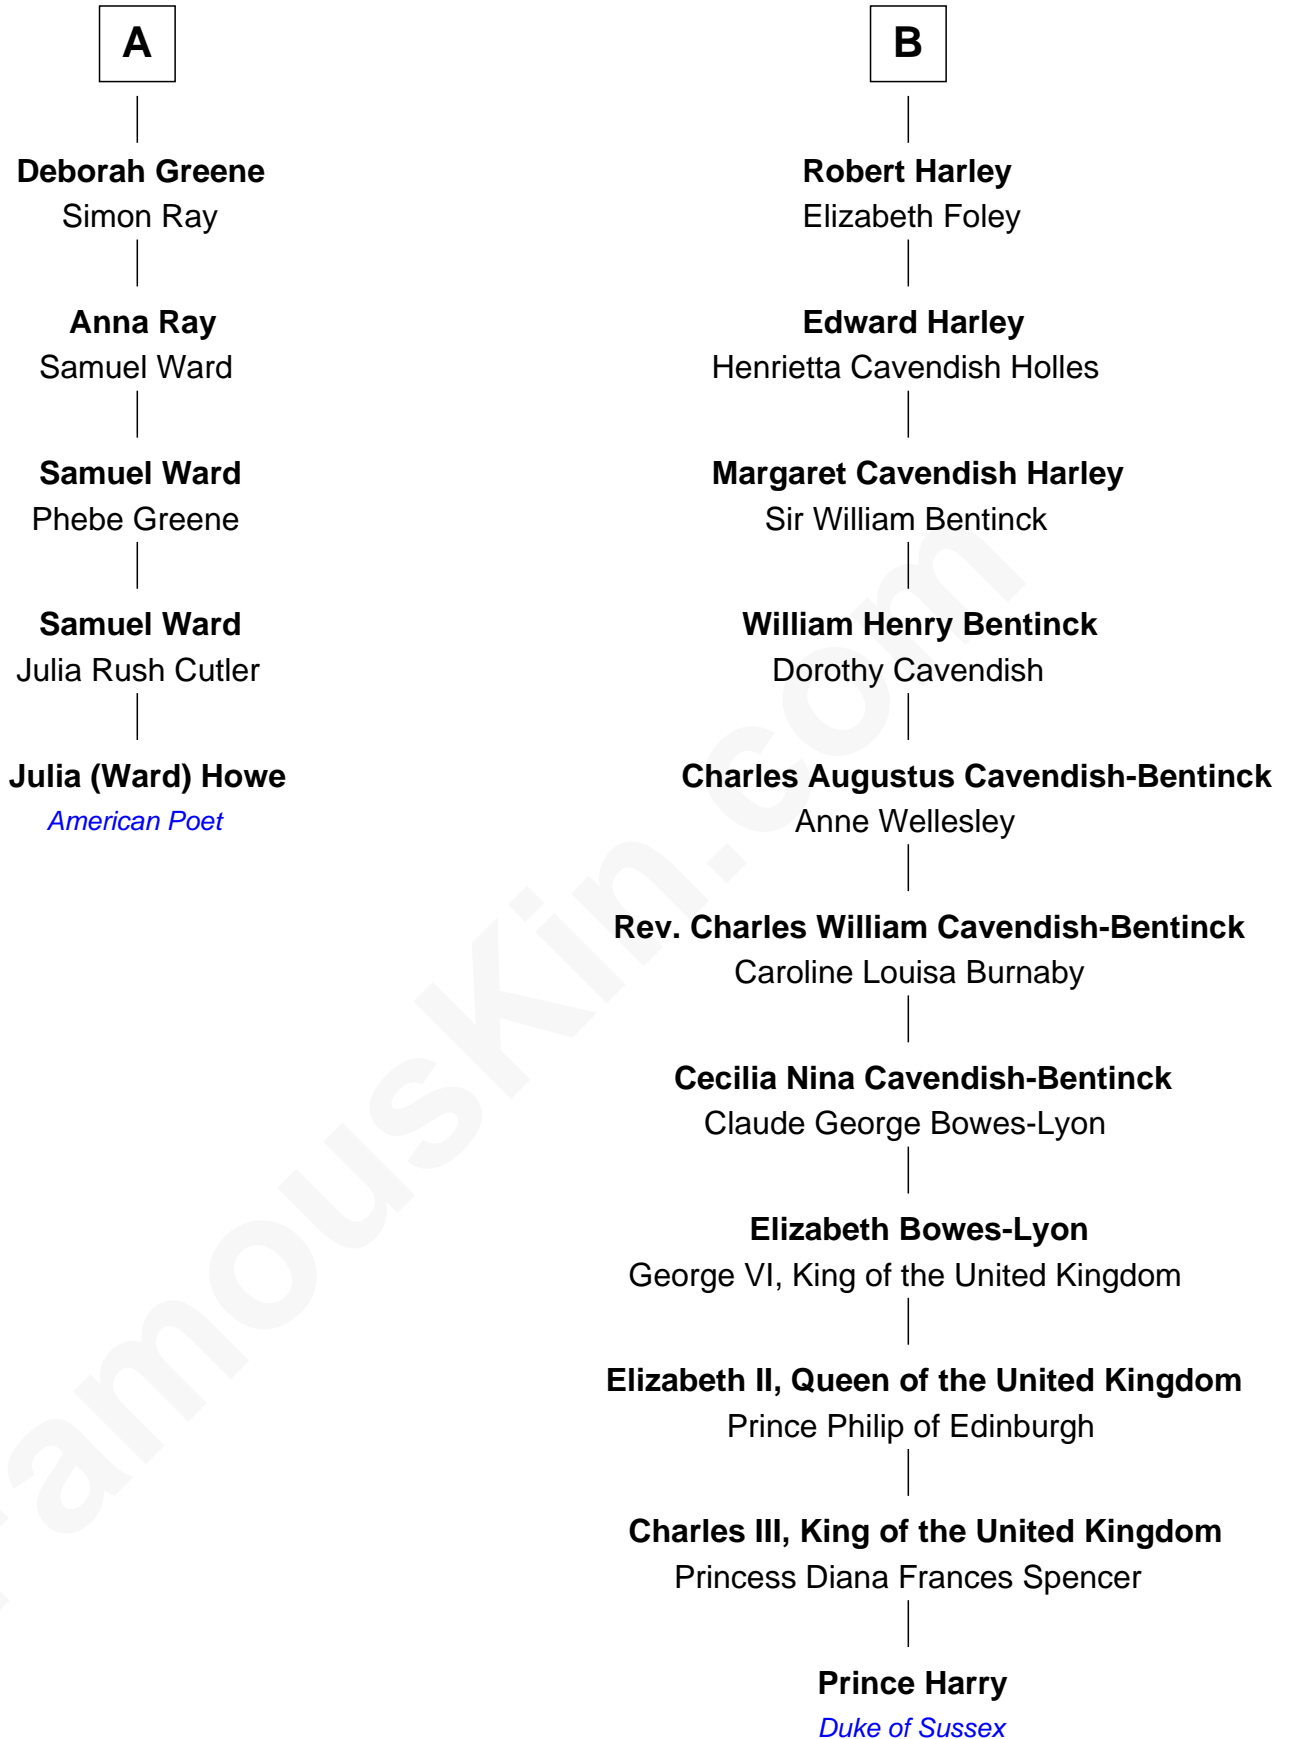 A
Deborah Greene
Simon Ray
Anna Ray
Samuel Ward
Samuel Ward
Phebe Greene
Samuel Ward
Julia Rush Cutler
Julia (Ward) Howe
American Poet
B
Robert Harley
Elizabeth Foley
Edward Harley
Henrietta Cavendish Holles
Margaret Cavendish Harley
Sir William Bentinck
William Henry Bentinck
Dorothy Cavendish
Charles Augustus Cavendish-Bentinck
Anne Wellesley
Rev. Charles William Cavendish-Bentinck
Caroline Louisa Burnaby
Cecilia Nina Cavendish-Bentinck
Claude George Bowes-Lyon
Elizabeth Bowes-Lyon
George VI, King of the United Kingdom
Elizabeth II, Queen of the United Kingdom
Prince Philip of Edinburgh
Charles III, King of the United Kingdom
Princess Diana Frances Spencer
Prince Harry
Duke of Sussex
FamousKin.com